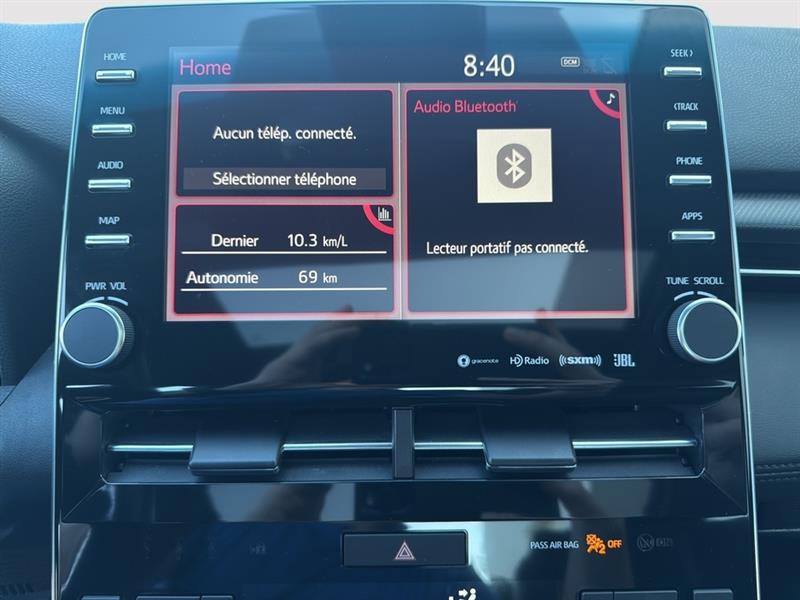 HOME
MENU
AUDIO
MAP
PWR VOL
Home
8:40
DCM
Aucun télép. connecté.
Sélectionner téléphone
Dernier 10.3 km/L
Autonomie 69 km
Audio Bluetooth
Lecteur portatif pas connecté.
SEEK >
< TRACK
PHONE
APPS
TUNE SCROLL
gracenote
HD Radio
((sxm))
JBL
PASS AIR BAG 2 OFF ON